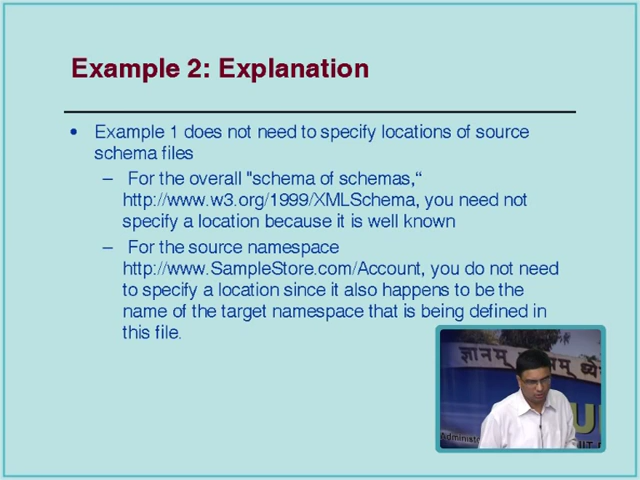 Example 2: Explanation
• Example 1 does not need to specify locations of source
schema files
– For the overall "schema of schemas,“
http://www.w3.org/1999/XMLSchema, you need not
specify a location because it is well known
– For the source namespace
http://www.SampleStore.com/Account, you do not need
to specify a location since it also happens to be the
name of the target namespace that is being defined in
this file.
ज्ञानम्
Administ